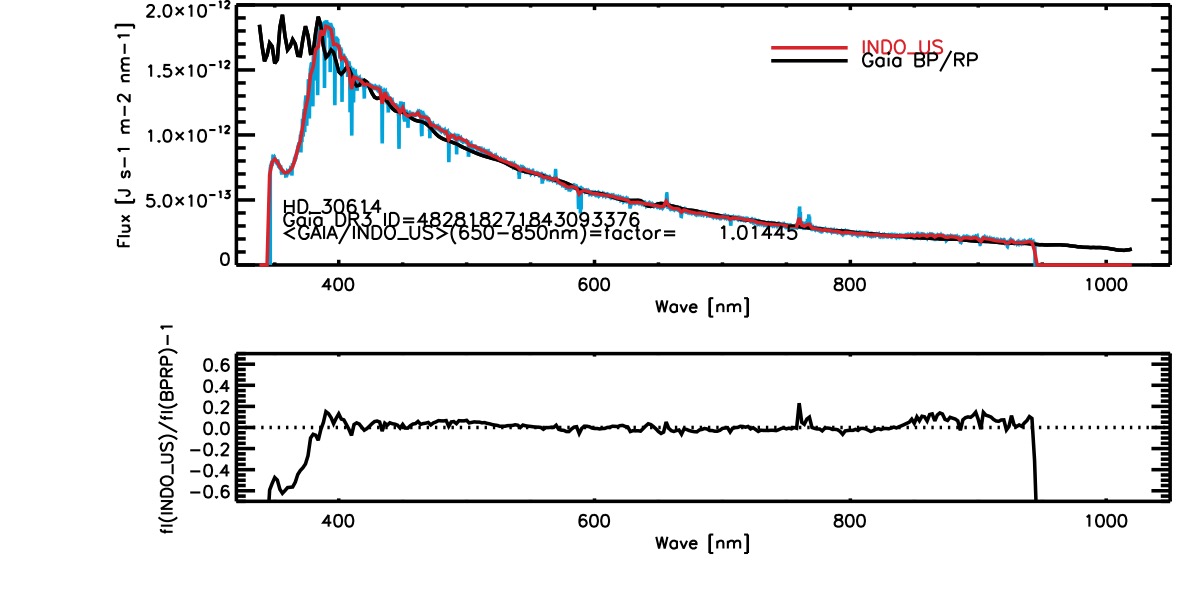 2.0×10−12
1.5×10−12
1.0×10−12
5.0×10−13
0
Flux [J s−1 m−2 nm−1]
INDO_US
Gaia BP/RP
HD_30614
Gaia DR3 ID=4828182718430933​76
<GAIA/INDO_US>(650−850nm)=factor= 1.01445
400 600 800 1000
Wave [nm]
0.6
0.4
0.2
0.0
−0.2
−0.4
−0.6
fl(INDO_US)/fl(BPRP)−1
400 600 800 1000
Wave [nm]